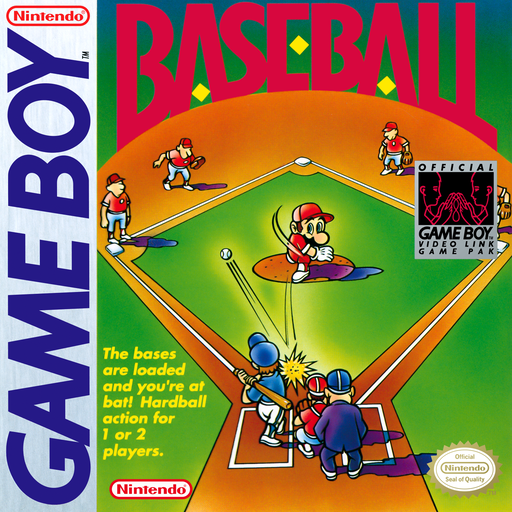 Nintendo
GAME BOY
TM
BASEBALL
OFFICIAL
GAME BOY
VIDEO LINK
GAME PAK
The bases
are loaded
and you're at
bat! Hardball
action for
1 or 2
players.
Nintendo
Official
Nintendo
Seal of Quality